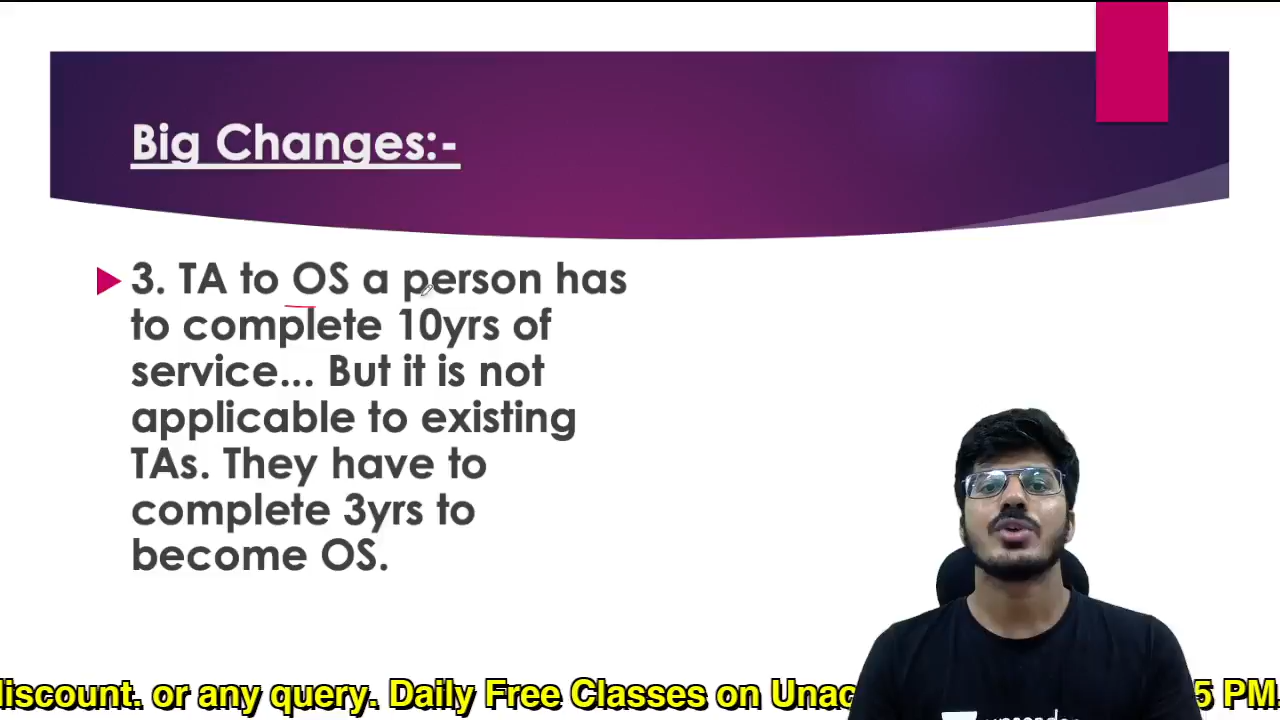 Big Changes:-
3. TA to OS a person has
to complete 10yrs of
service... But it is not
applicable to existing
TAs. They have to
complete 3yrs to
become OS.
discount. or any query. Daily Free Classes on 5 PM